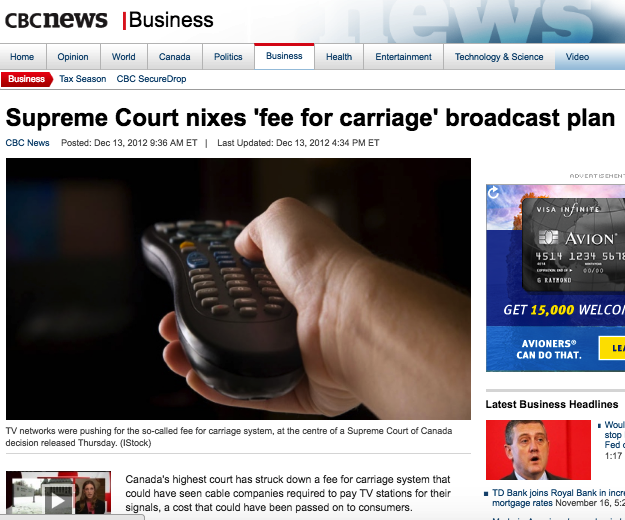 CBCnews | Business
news
Home
Opinion
World
Canada
Politics
Business
Health
Entertainment
Technology & Science
Video
Business
Tax Season
CBC SecureDrop
Supreme Court nixes 'fee for carriage' broadcast plan
CBC News Posted: Dec 13, 2012 9:36 AM ET | Last Updated: Dec 13, 2012 4:34 PM ET
TV networks were pushing for the so-called fee for carriage system, at the centre of a Supreme Court of Canada
decision released Thursday. (IStock)
Canada's highest court has struck down a fee for carriage system that
could have seen cable companies required to pay TV stations for their
signals, a cost that could have been passed on to consumers.
ADVERTISEMENT
VISA INFINITE
AVION
4514 1234 5678
00/00
G RAYMOND
GET 15,000 WELCO
AVIONERS®
CAN DO THAT.
LEA
Latest Business Headlines
Woul
stop
Fed c
1:17
TD Bank joins Royal Bank in incre
mortgage rates November 16, 5:2